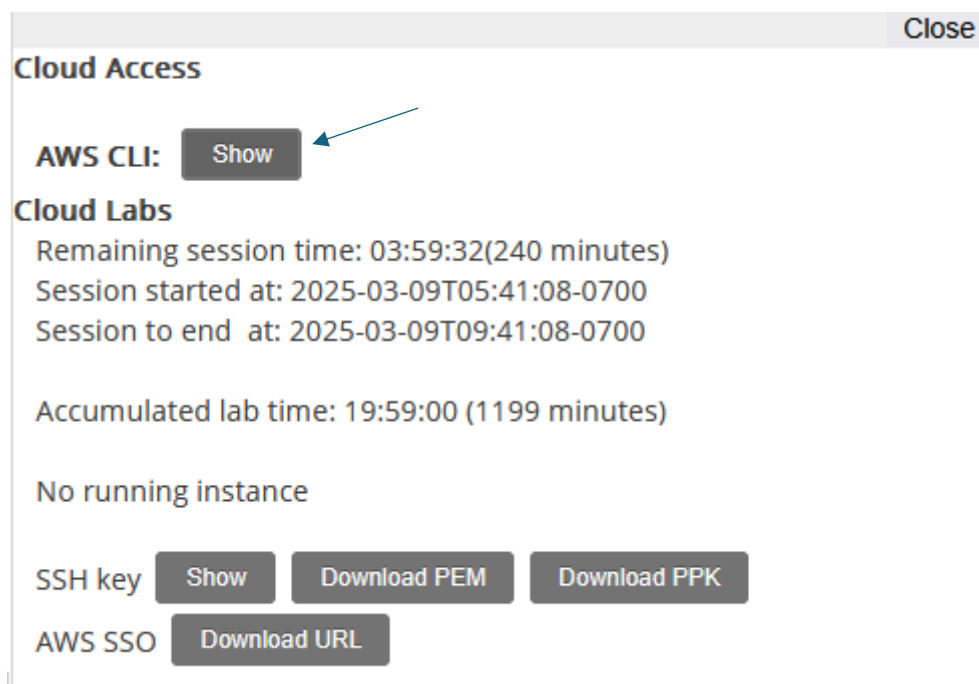 Close
Cloud Access
AWS CLI: Show
Cloud Labs
Remaining session time: 03:59:32(240 minutes)
Session started at: 2025-03-09T05:41:08-0700
Session to end  at: 2025-03-09T09:41:08-0700
Accumulated lab time: 19:59:00 (1199 minutes)
No running instance
SSH key Show Download PEM Download PPK
AWS SSO Download URL